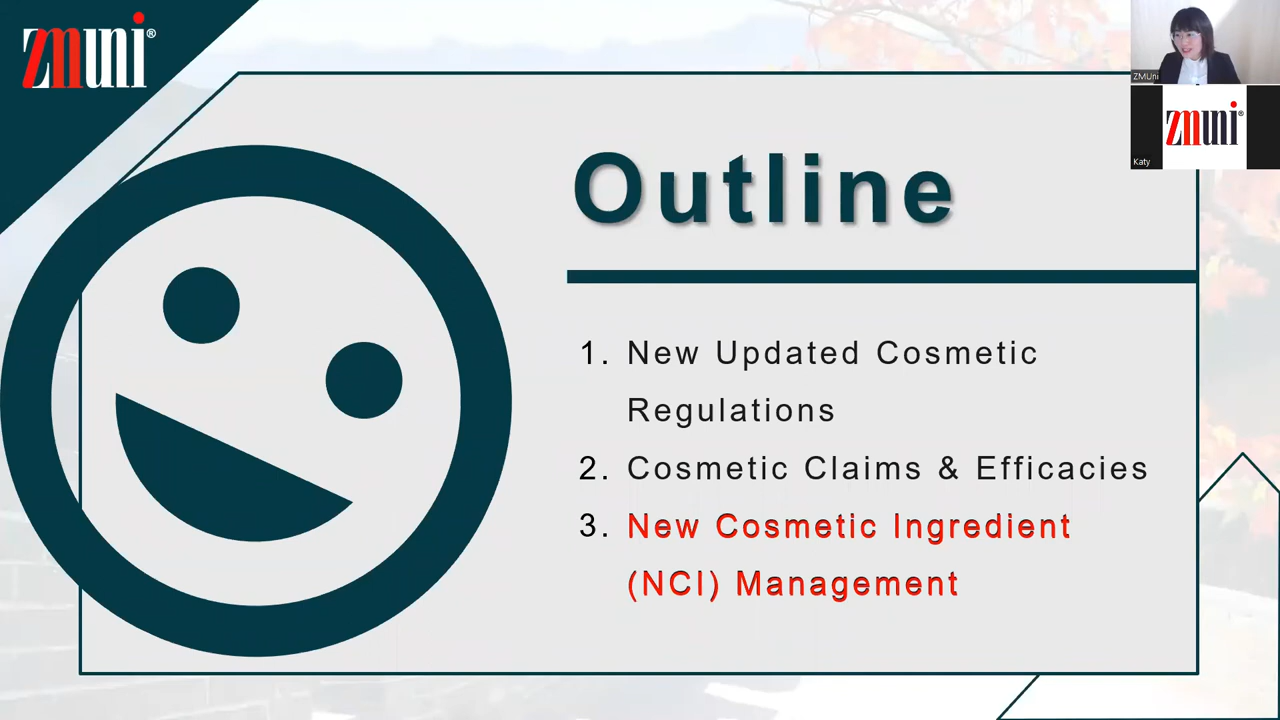 zmuni®
ZMUni
zmuni®
Katy
Outline
1. New Updated Cosmetic
Regulations
2. Cosmetic Claims & Efficacies
3. New Cosmetic Ingredient
(NCI) Management